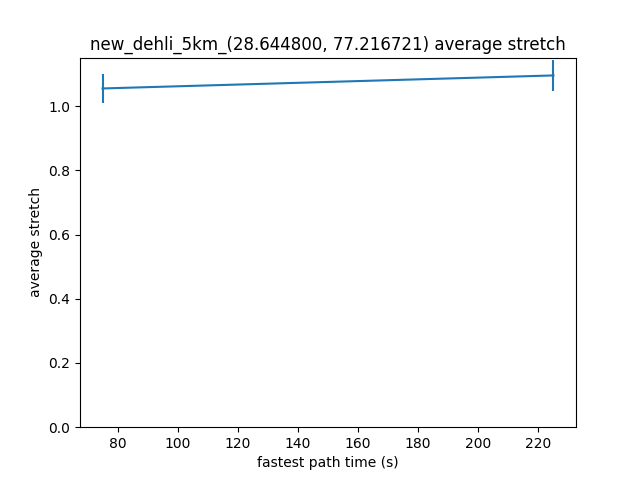 new_dehli_5km_(28.644800, 77.216721) average stretch
average stretch
1.0
0.8
0.6
0.4
0.2
0.0
80 100 120 140 160 180 200 220
fastest path time (s)